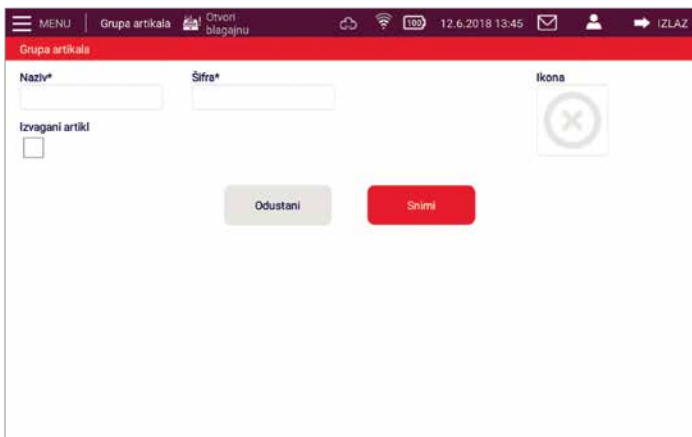 MENU Grupa artikala Otvori blagajnu 100 12.6.2018 13:45 IZLAZ
Grupa artikala
Naziv* Šifra* Ikona
Izvagani artikl
Odustani Snimi